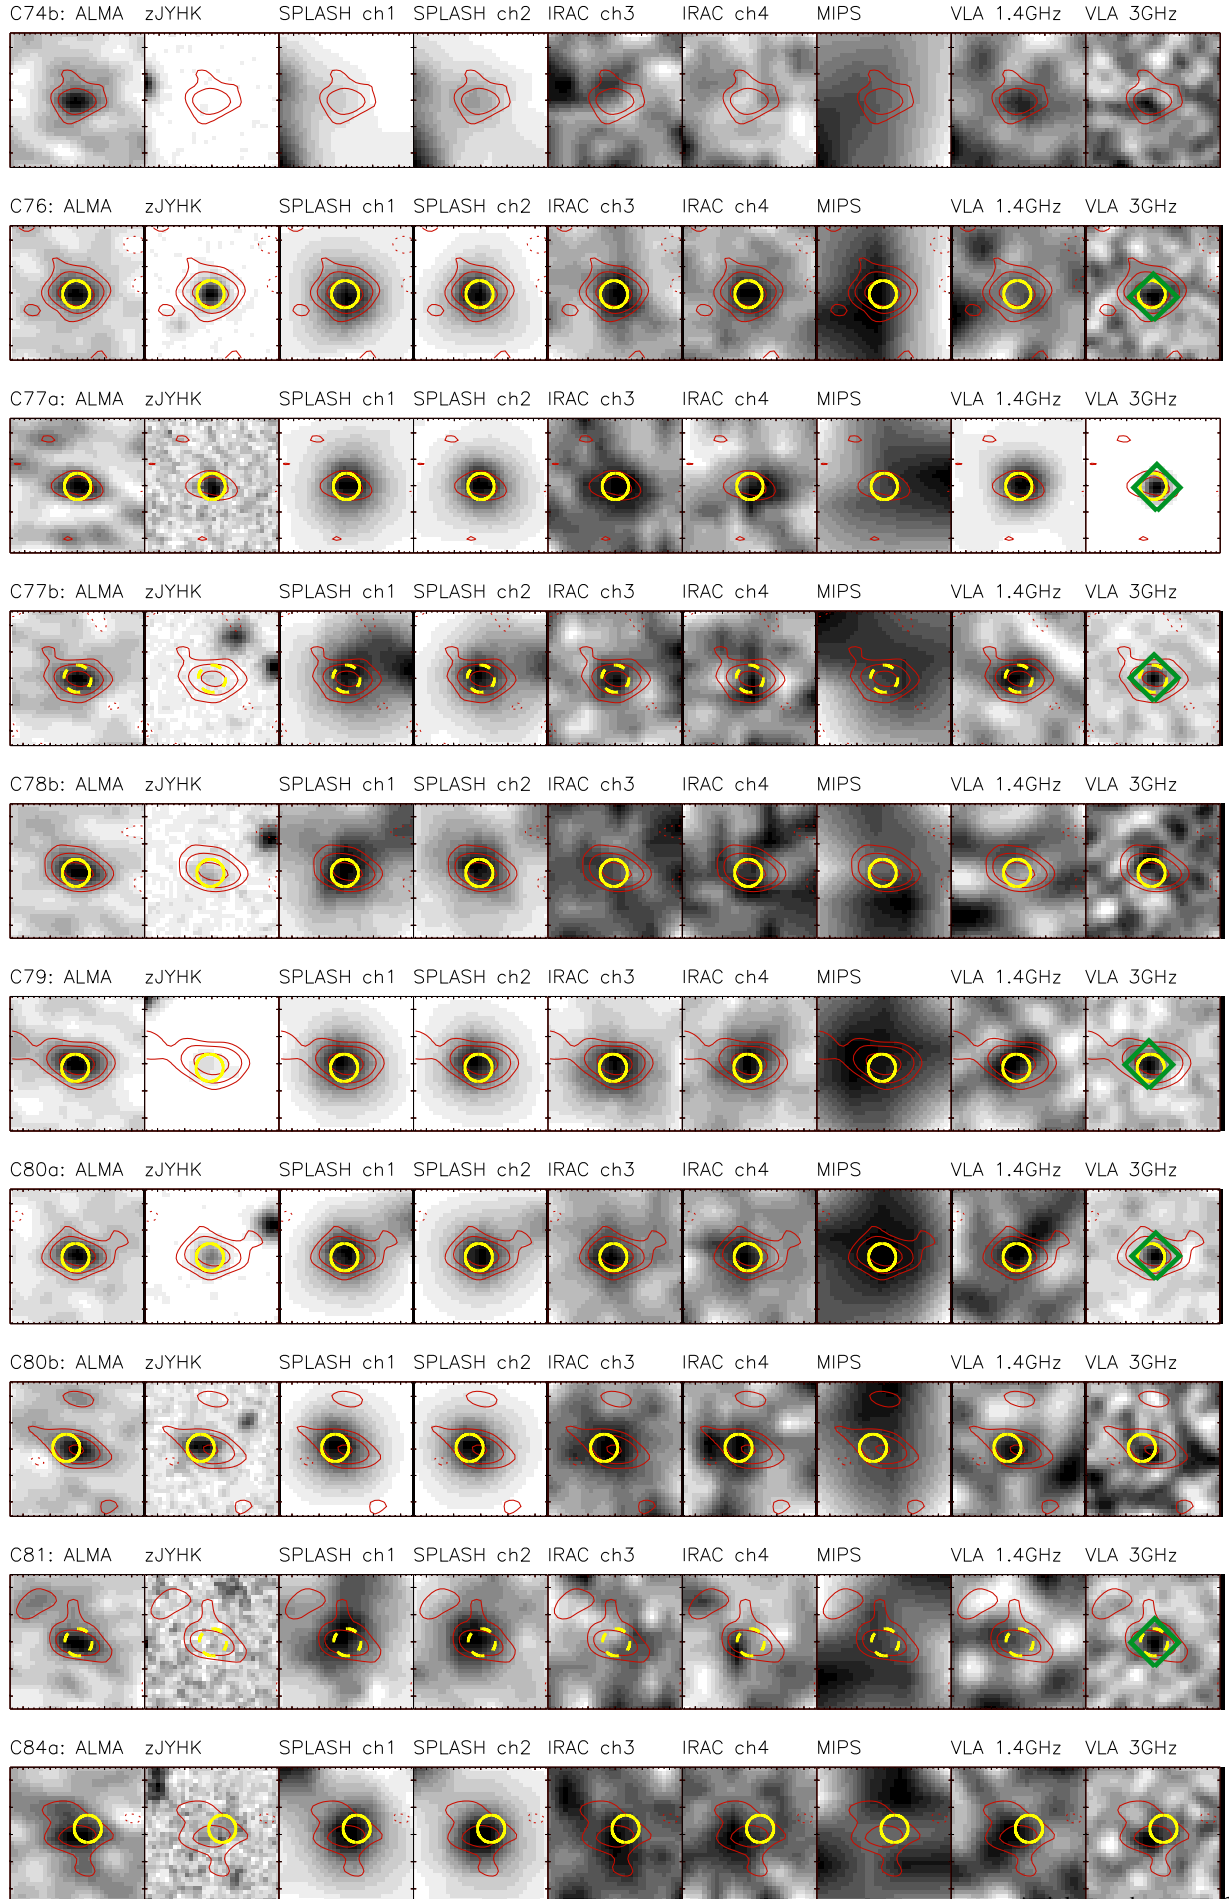 C74b: ALMA zJYHK SPLASH ch1 SPLASH ch2 IRAC ch3 IRAC ch4 MIPS VLA 1.4GHz VLA 3GHz
C76: ALMA zJYHK SPLASH ch1 SPLASH ch2 IRAC ch3 IRAC ch4 MIPS VLA 1.4GHz VLA 3GHz
C77a: ALMA zJYHK SPLASH ch1 SPLASH ch2 IRAC ch3 IRAC ch4 MIPS VLA 1.4GHz VLA 3GHz
C77b: ALMA zJYHK SPLASH ch1 SPLASH ch2 IRAC ch3 IRAC ch4 MIPS VLA 1.4GHz VLA 3GHz
C78b: ALMA zJYHK SPLASH ch1 SPLASH ch2 IRAC ch3 IRAC ch4 MIPS VLA 1.4GHz VLA 3GHz
C79: ALMA zJYHK SPLASH ch1 SPLASH ch2 IRAC ch3 IRAC ch4 MIPS VLA 1.4GHz VLA 3GHz
C80a: ALMA zJYHK SPLASH ch1 SPLASH ch2 IRAC ch3 IRAC ch4 MIPS VLA 1.4GHz VLA 3GHz
C80b: ALMA zJYHK SPLASH ch1 SPLASH ch2 IRAC ch3 IRAC ch4 MIPS VLA 1.4GHz VLA 3GHz
C81: ALMA zJYHK SPLASH ch1 SPLASH ch2 IRAC ch3 IRAC ch4 MIPS VLA 1.4GHz VLA 3GHz
C84a: ALMA zJYHK SPLASH ch1 SPLASH ch2 IRAC ch3 IRAC ch4 MIPS VLA 1.4GHz VLA 3GHz